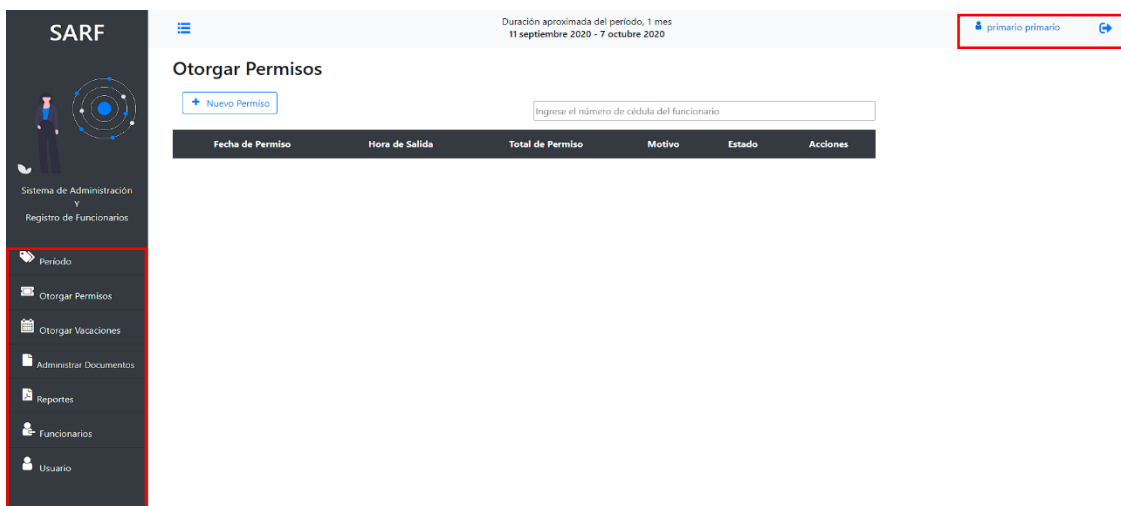 SARF
Sistema de Administración
Y
Registro de Funcionarios
Período
Otorgar Permisos
Otorgar Vacaciones
Administrar Documentos
Reportes
Funcionarios
Usuario
Duración aproximada del período, 1 mes
11 septiembre 2020 - 7 octubre 2020
primario primario
Otorgar Permisos
+ Nuevo Permiso
Ingrese el número de cédula del funcionario
Fecha de Permiso Hora de Salida Total de Permiso Motivo Estado Acciones